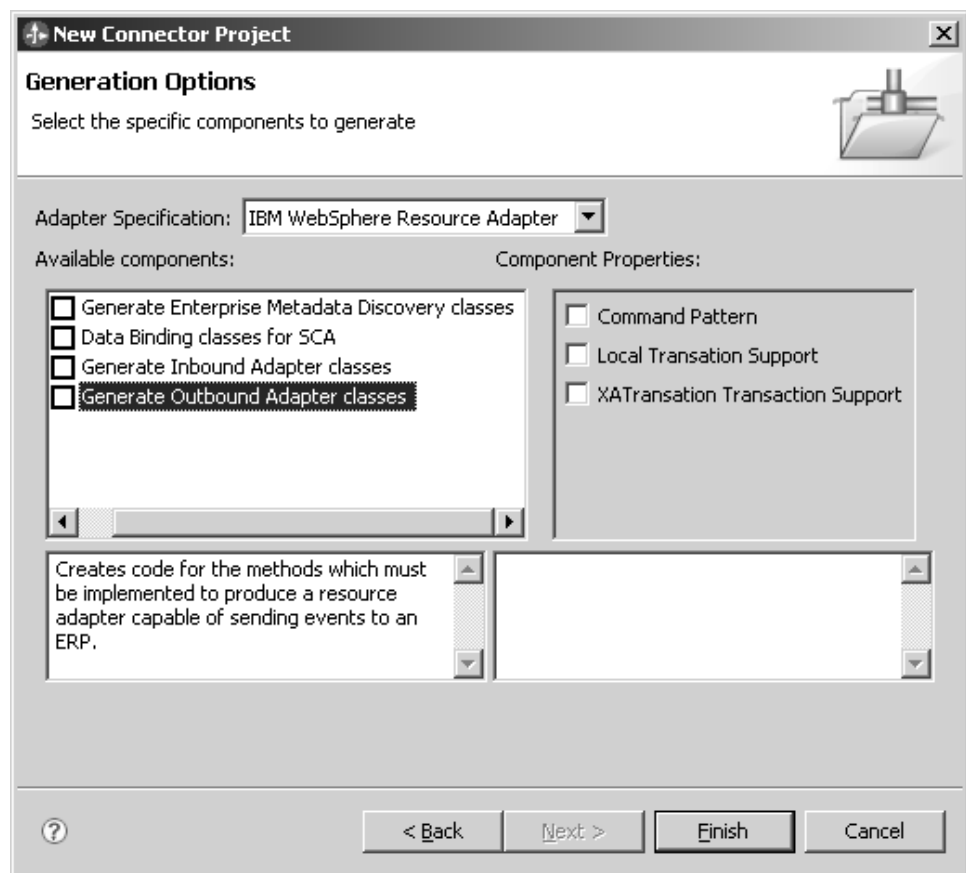 New Connector Project
Generation Options
Select the specific components to generate
Adapter Specification: IBM WebSphere Resource Adapter
Available components:
Component Properties:
Generate Enterprise Metadata Discovery classes
Data Binding classes for SCA
Generate Inbound Adapter classes
Generate Outbound Adapter classes
Command Pattern
Local Transation Support
XATransation Transaction Support
Creates code for the methods which must
be implemented to produce a resource
adapter capable of sending events to an
ERP.
?
< Back
Next >
Finish
Cancel